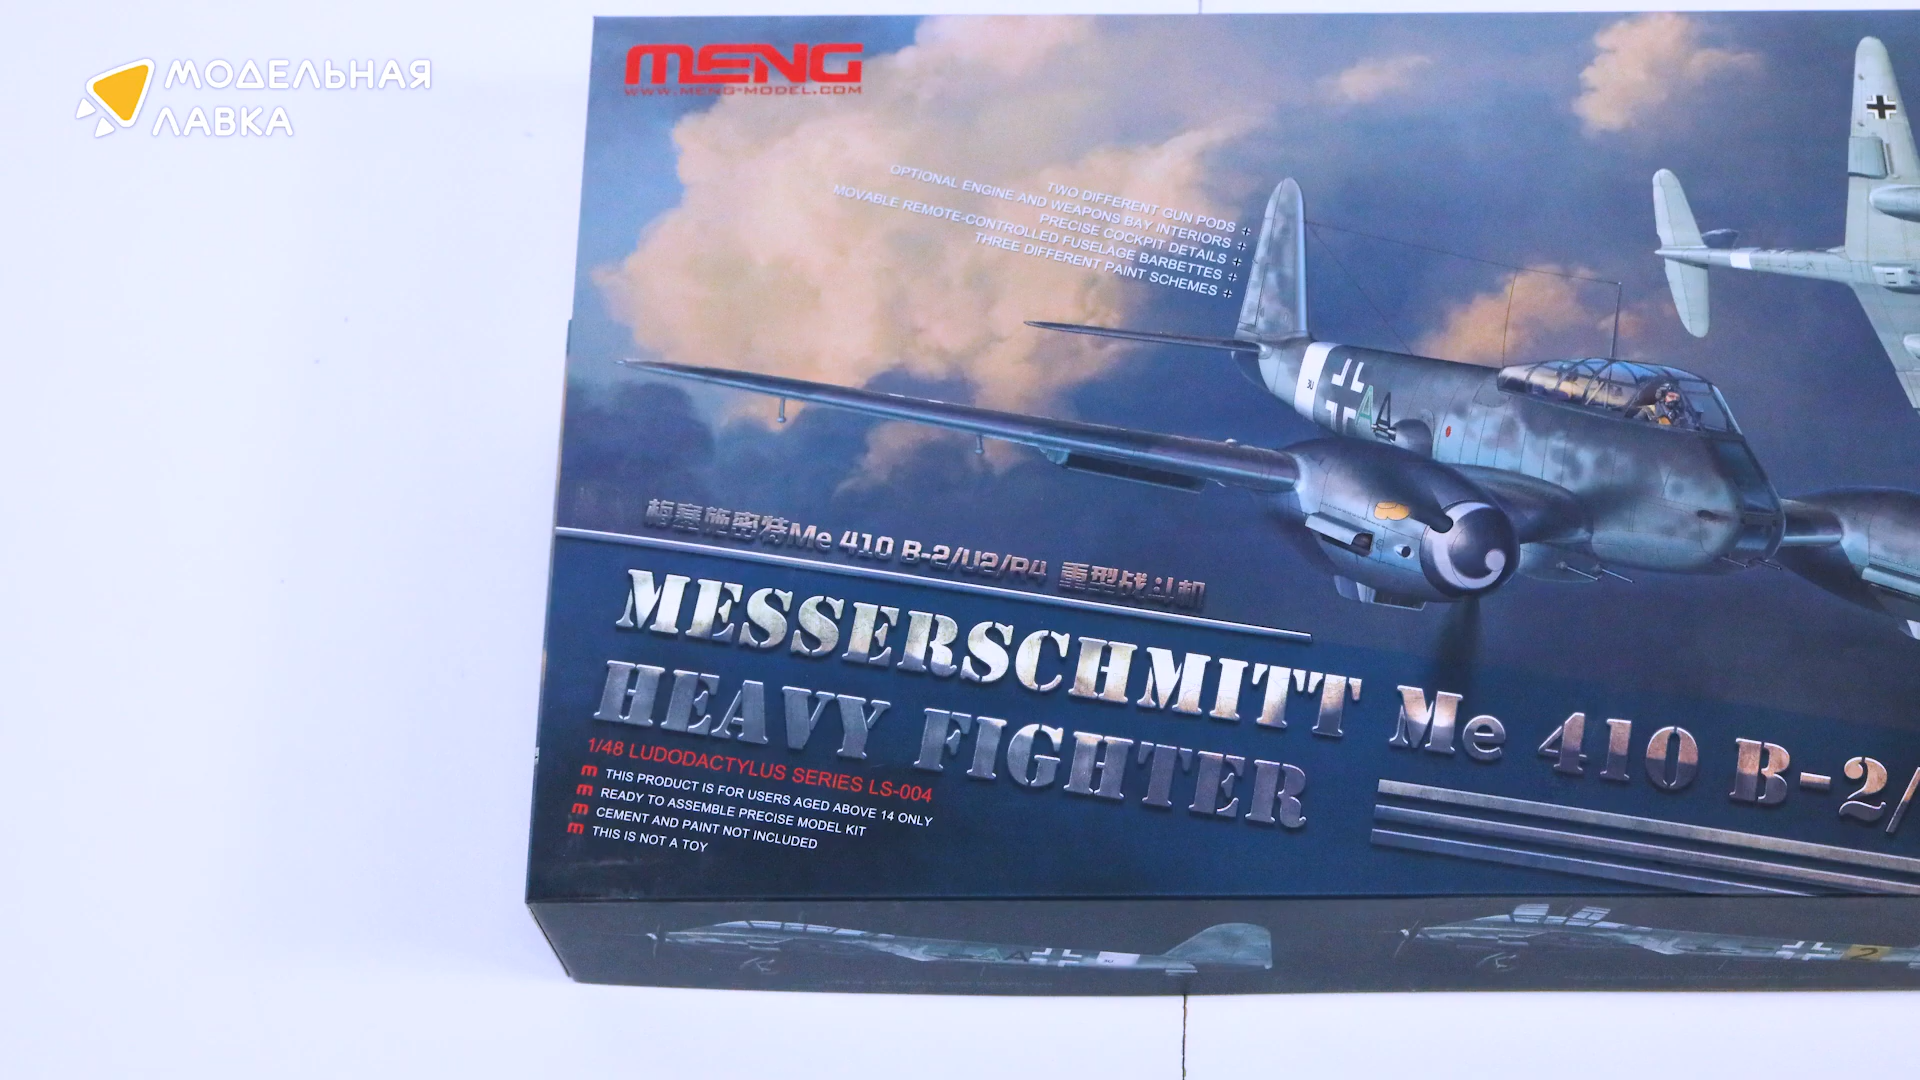 МОДЕЛЬНАЯ
ЛАВКА
MENG
WWW.MENG-MODEL.COM
TWO DIFFERENT GUN PODS
OPTIONAL ENGINE AND WEAPONS BAY INTERIORS
PRECISE COCKPIT DETAILS
MOVABLE REMOTE-CONTROLLED FUSELAGE BARBETTES
THREE DIFFERENT PAINT SCHEMES
梅塞施密特Me 410 B-2/U2/R4 重型战斗机
MESSERSCHMITT Me 410 B-2/
HEAVY FIGHTER
1/48 LUDODACTYLUS SERIES LS-004
THIS PRODUCT IS FOR USERS AGED ABOVE 14 ONLY
READY TO ASSEMBLE PRECISE MODEL KIT
CEMENT AND PAINT NOT INCLUDED
THIS IS NOT A TOY
3U
A
A
2